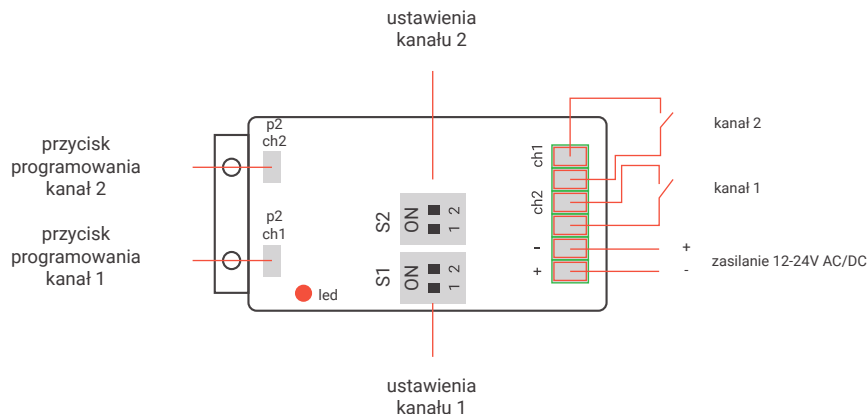 ustawienia
kanału 2
przycisk
programowania
kanał 2
p2
ch2
przycisk
programowania
kanał 1
p2
ch1
led
S2
ON
1 2
S1
ON
1 2
ch1
ch2
-
+
kanał 2
kanał 1
+
-
zasilanie 12-24V AC/DC
ustawienia
kanału 1